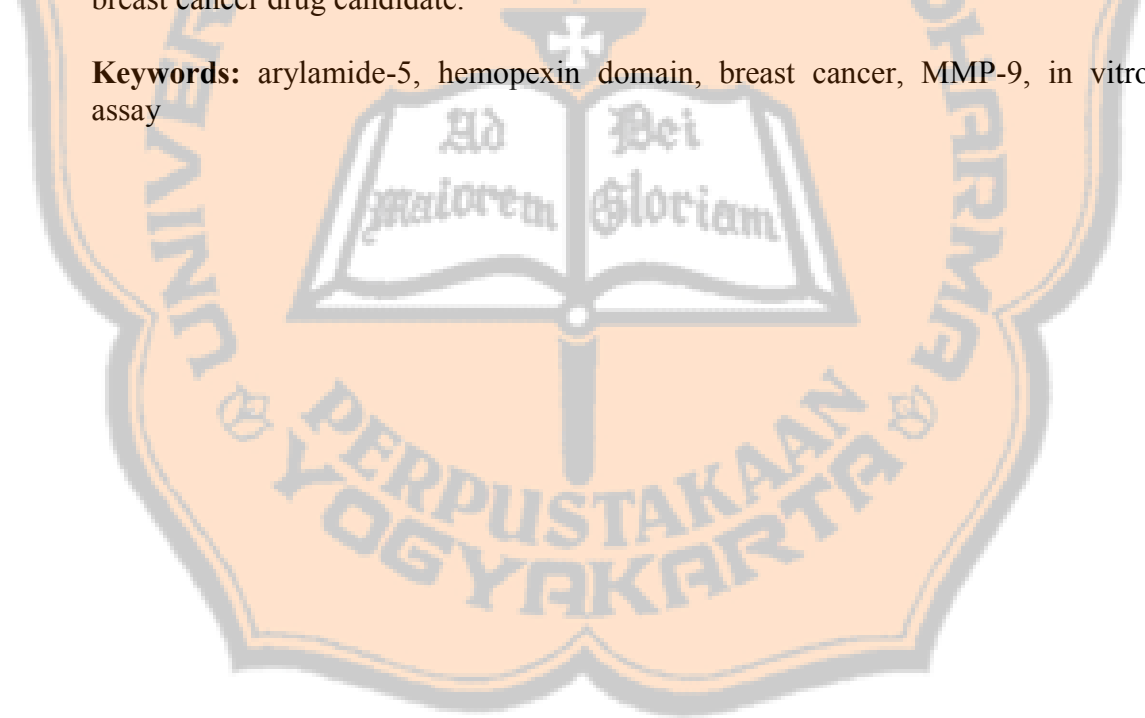 breast cancer drug candidate.
Keywords: arylamide-5, hemopexin domain, breast cancer, MMP-9, in vitro
assay
Ad
Dei
Maiorem
Gloriam
PERPUSTAKAAN
YOGYAKARTA